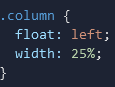 .column {
  float: left;
  width: 25%;
}